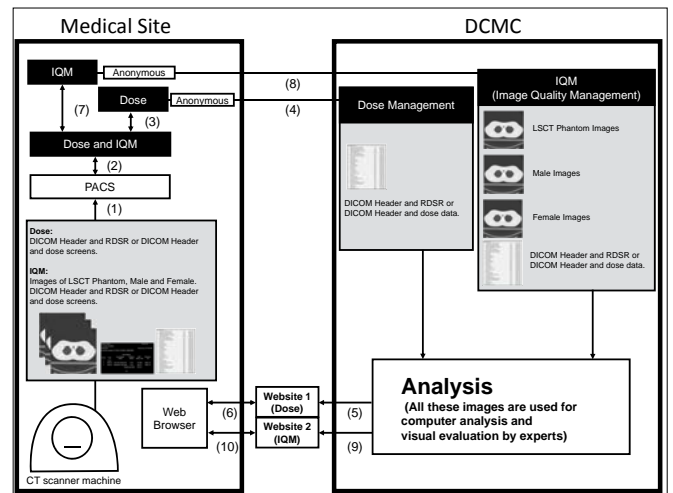 Medical Site
DCMC
IQM
Anonymous
(8)
Dose
Anonymous
(4)
(7)
(3)
Dose and IQM
(2)
PACS
(1)
Dose:
DICOM Header and RDSR or DICOM Header
and dose screens.
IQM:
Images of LSCT Phantom, Male and Female.
DICOM Header and RDSR or DICOM Header
and dose screens.
CT scanner machine
Web
Browser
(6)
(10)
Website 1
(Dose)
Website 2
(IQM)
(5)
(9)
Dose Management
DICOM Header and RDSR or
DICOM Header and dose data.
IQM
(Image Quality Management)
LSCT Phantom Images
Male Images
Female Images
DICOM Header and RDSR or
DICOM Header and dose data.
Analysis
(All these images are used for
computer analysis and
visual evaluation by experts)